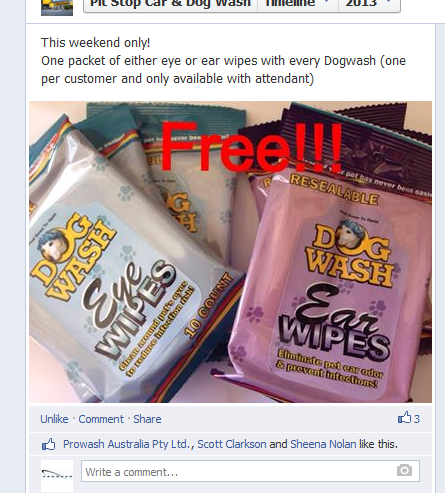 Pit Stop Car & Dog Wash Timeline 2013
This weekend only!
One packet of either eye or ear wipes with every Dogwash (one
per customer and only available with attendant)
Free!!!
RESEALABLE
DOG
WASH
Eye
WIPES
Clean around pet's eyes
to reduce infection risk!
10 COUNT
DOG
WASH
Ear
WIPES
Eliminate pet ear odor
& prevent infections!
Unlike · Comment · Share
3
Prowash Australia Pty Ltd., Scott Clarkson and Sheena Nolan like this.
Write a comment...